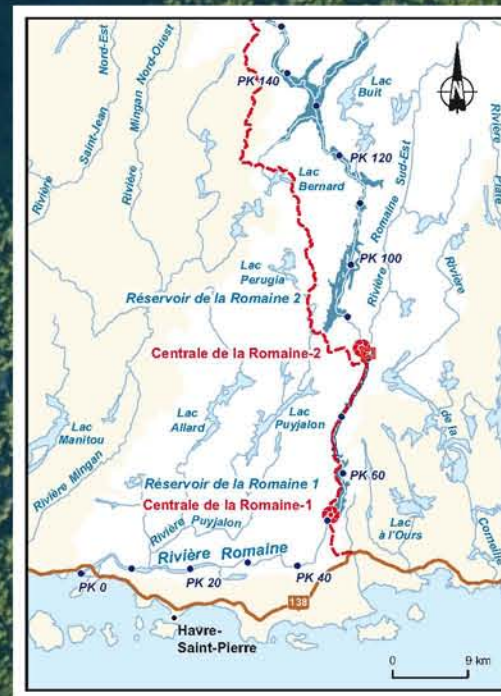 Nord-Est
Saint-Jean
Rivière
Mingan Nord-Ouest
Rivière
PK 140
Lac
Buit
PK 120
Lac
Bernard
Sud-Est
Romaine
Rivière
Rivière
Plate
PK 100
Lac
Perugia
Réservoir de la Romaine 2
Centrale de la Romaine-2
Lac
Allard
Lac
Puyjalon
Lac
Manitou
Rivière Mingan
de la
Corneille
PK 60
Réservoir de la Romaine 1
Centrale de la Romaine-1
Rivière Puyjalon
Lac
à l'Ours
Rivière Romaine
PK 0
PK 20
PK 40
138
Havre-
Saint-Pierre
0 9 km